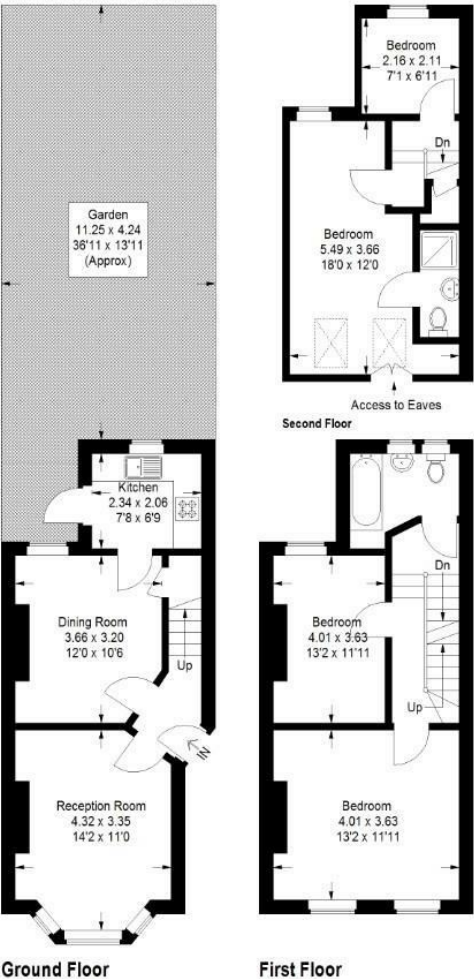 Garden
11.25 x 4.24
36'11 x 13'11
(Approx)
Kitchen
2.34 x 2.06
7'8 x 6'9
Dining Room
3.66 x 3.20
12'0 x 10'6
Up
IN
Reception Room
4.32 x 3.35
14'2 x 11'0
Ground Floor
Bedroom
2.16 x 2.11
7'1 x 6'11
Dn
Bedroom
5.49 x 3.66
18'0 x 12'0
Access to Eaves
Second Floor
Dn
Bedroom
4.01 x 3.63
13'2 x 11'11
Up
Bedroom
4.01 x 3.63
13'2 x 11'11
First Floor